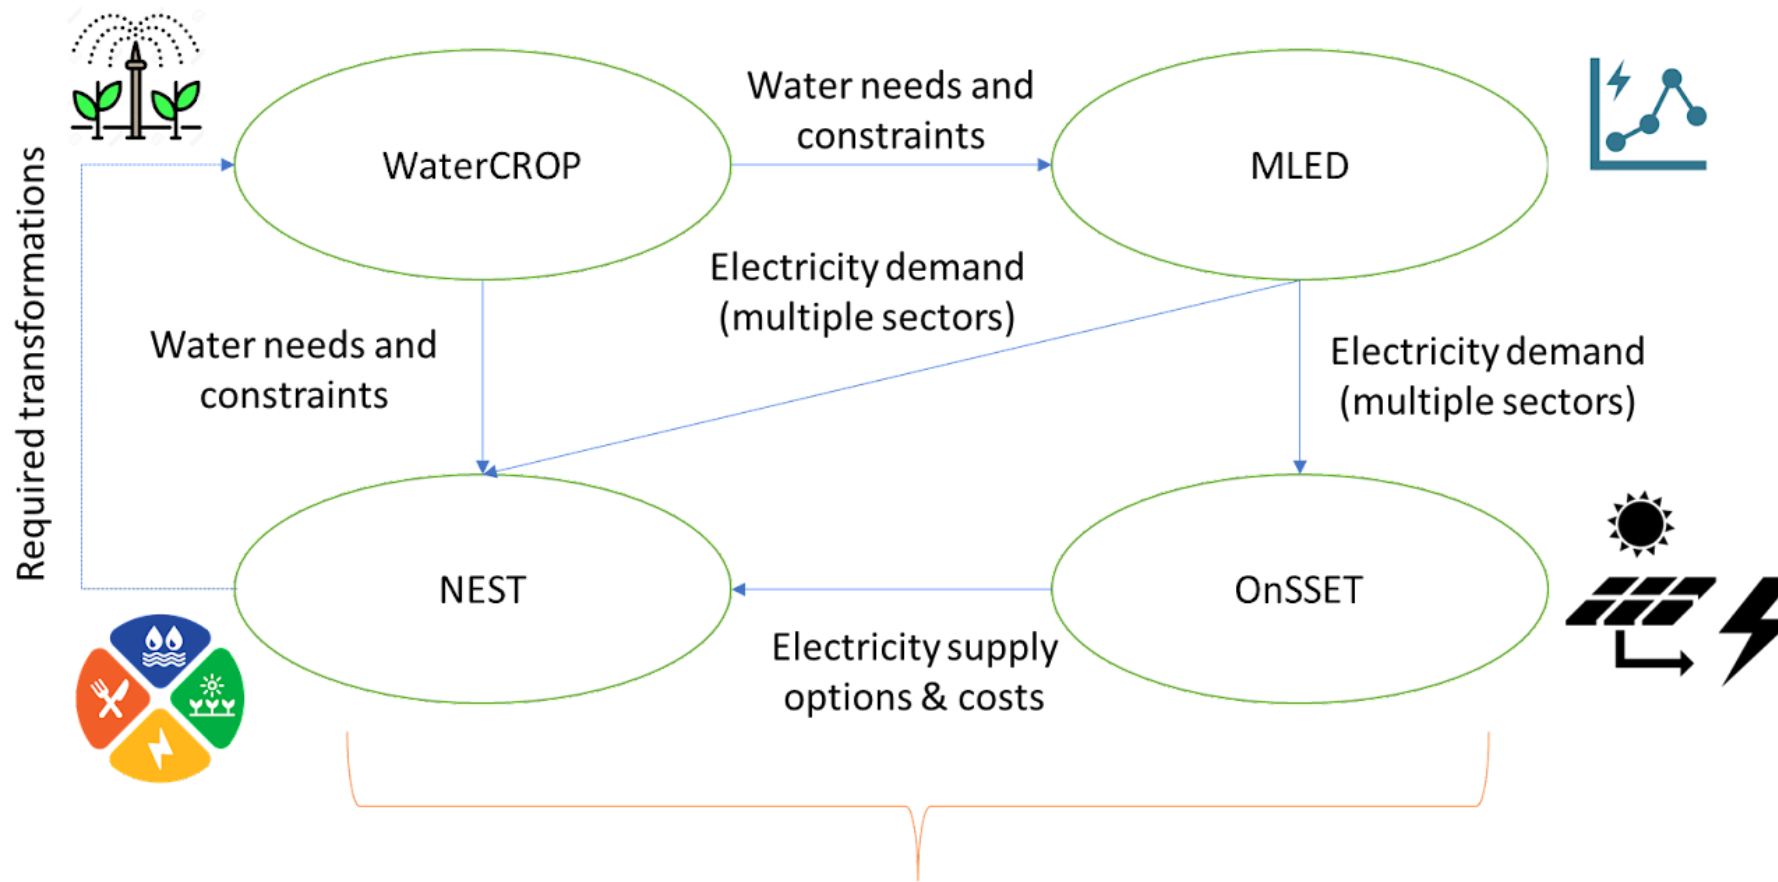 Water needs and
constraints
WaterCROP
MLED
Electricity demand
(multiple sectors)
Required transformations
Water needs and
constraints
Electricity demand
(multiple sectors)
NEST
OnSSET
Electricity supply
options & costs